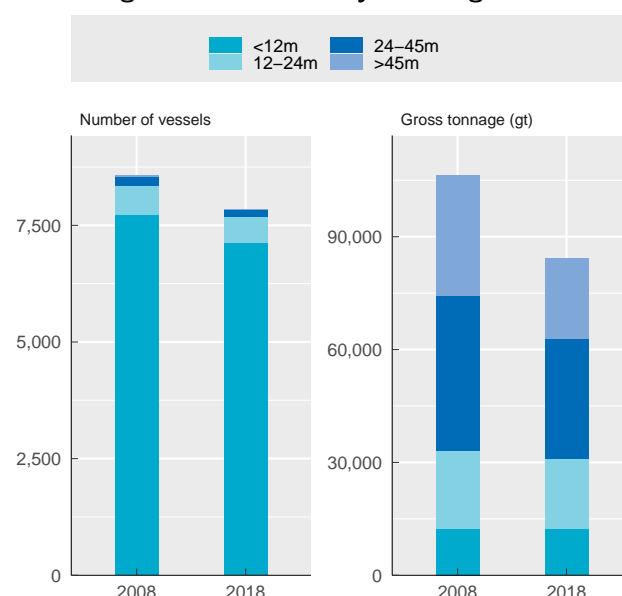 <12m
24–45m
12–24m
>45m
Number of vessels
Gross tonnage (gt)
7,500
5,000
2,500
0
2008
2018
90,000
60,000
30,000
0
2008
2018